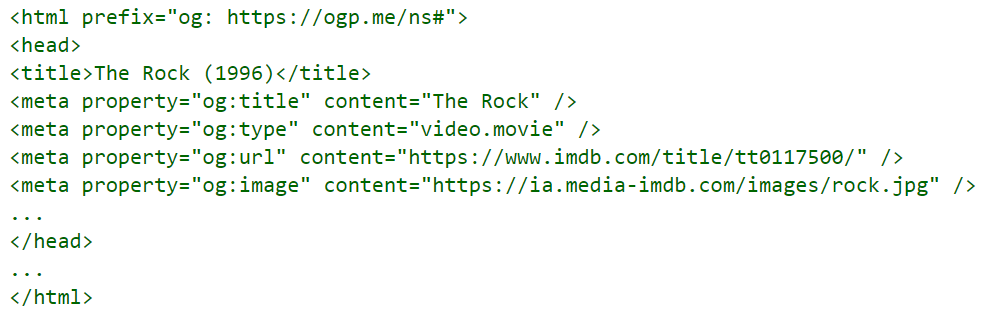 <html prefix="og: https://ogp.me/ns#">
<head>
<title>The Rock (1996)</title>
<meta property="og:title" content="The Rock" />
<meta property="og:type" content="video.movie" />
<meta property="og:url" content="https://www.imdb.com/title/tt0117500/" />
<meta property="og:image" content="https://ia.media-imdb.com/images/rock.jpg" />
...
</head>
...
</html>